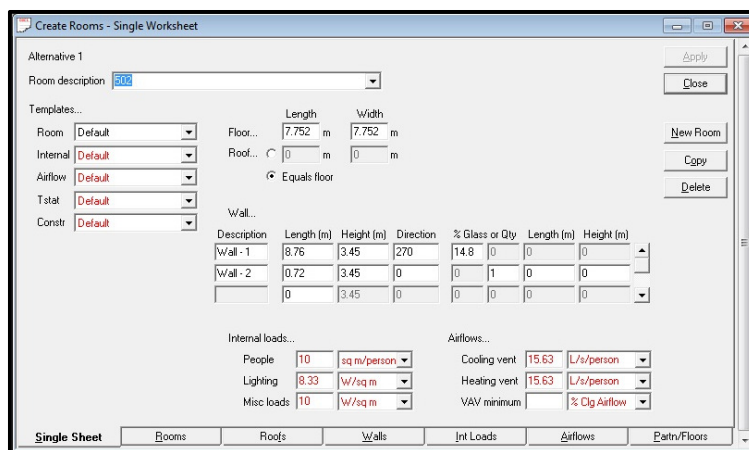 Create Rooms - Single Worksheet
Alternative 1
Apply
Room description 502
Close
Templates...
Length Width
Room Default
Floor... 7.752 m 7.752 m
New Room
Internal Default
Roof... 0 m 0 m
Copy
Airflow Default
Equals floor
Delete
Tstat Default
Constr Default
Wall...
Description Length (m) Height (m) Direction % Glass or Qty Length (m) Height (m)
Wall - 1 8.76 3.45 270 14.8 0 0 0
Wall - 2 0.72 3.45 0 0 1 0 0
0 3.45 0 0 0 0 0
Internal loads... Airflows...
People 10 sq m/person Cooling vent 15.63 L/s/person
Lighting 8.33 W/sq m Heating vent 15.63 L/s/person
Misc loads 10 W/sq m VAV minimum % Clg Airflow
Single Sheet Rooms Roofs Walls Int Loads Airflows Partn/Floors